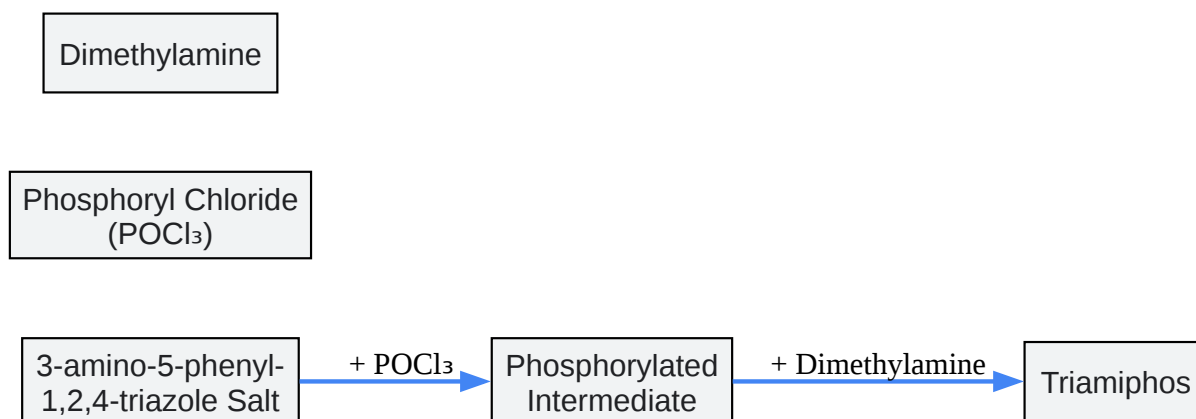 Dimethylamine
Phosphoryl Chloride
(POCl₃)
3-amino-5-phenyl-
1,2,4-triazole Salt
+ POCl₃
Phosphorylated
Intermediate
+ Dimethylamine
Triamiphos